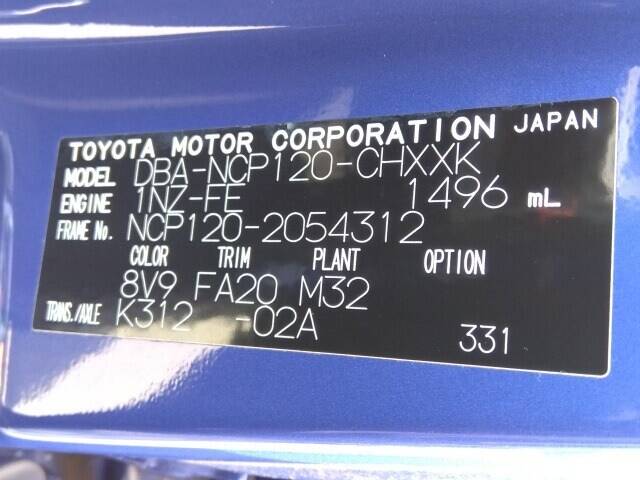 TOYOTA MOTOR CORPORATION JAPAN
MODEL DBA-NCP120-CHXXK
ENGINE 1NZ-FE 1496 mL
FRAME No. NCP120-2054312
COLOR TRIM PLANT OPTION
8V9 FA20 M32
TRANS./AXLE K312 -02A
331